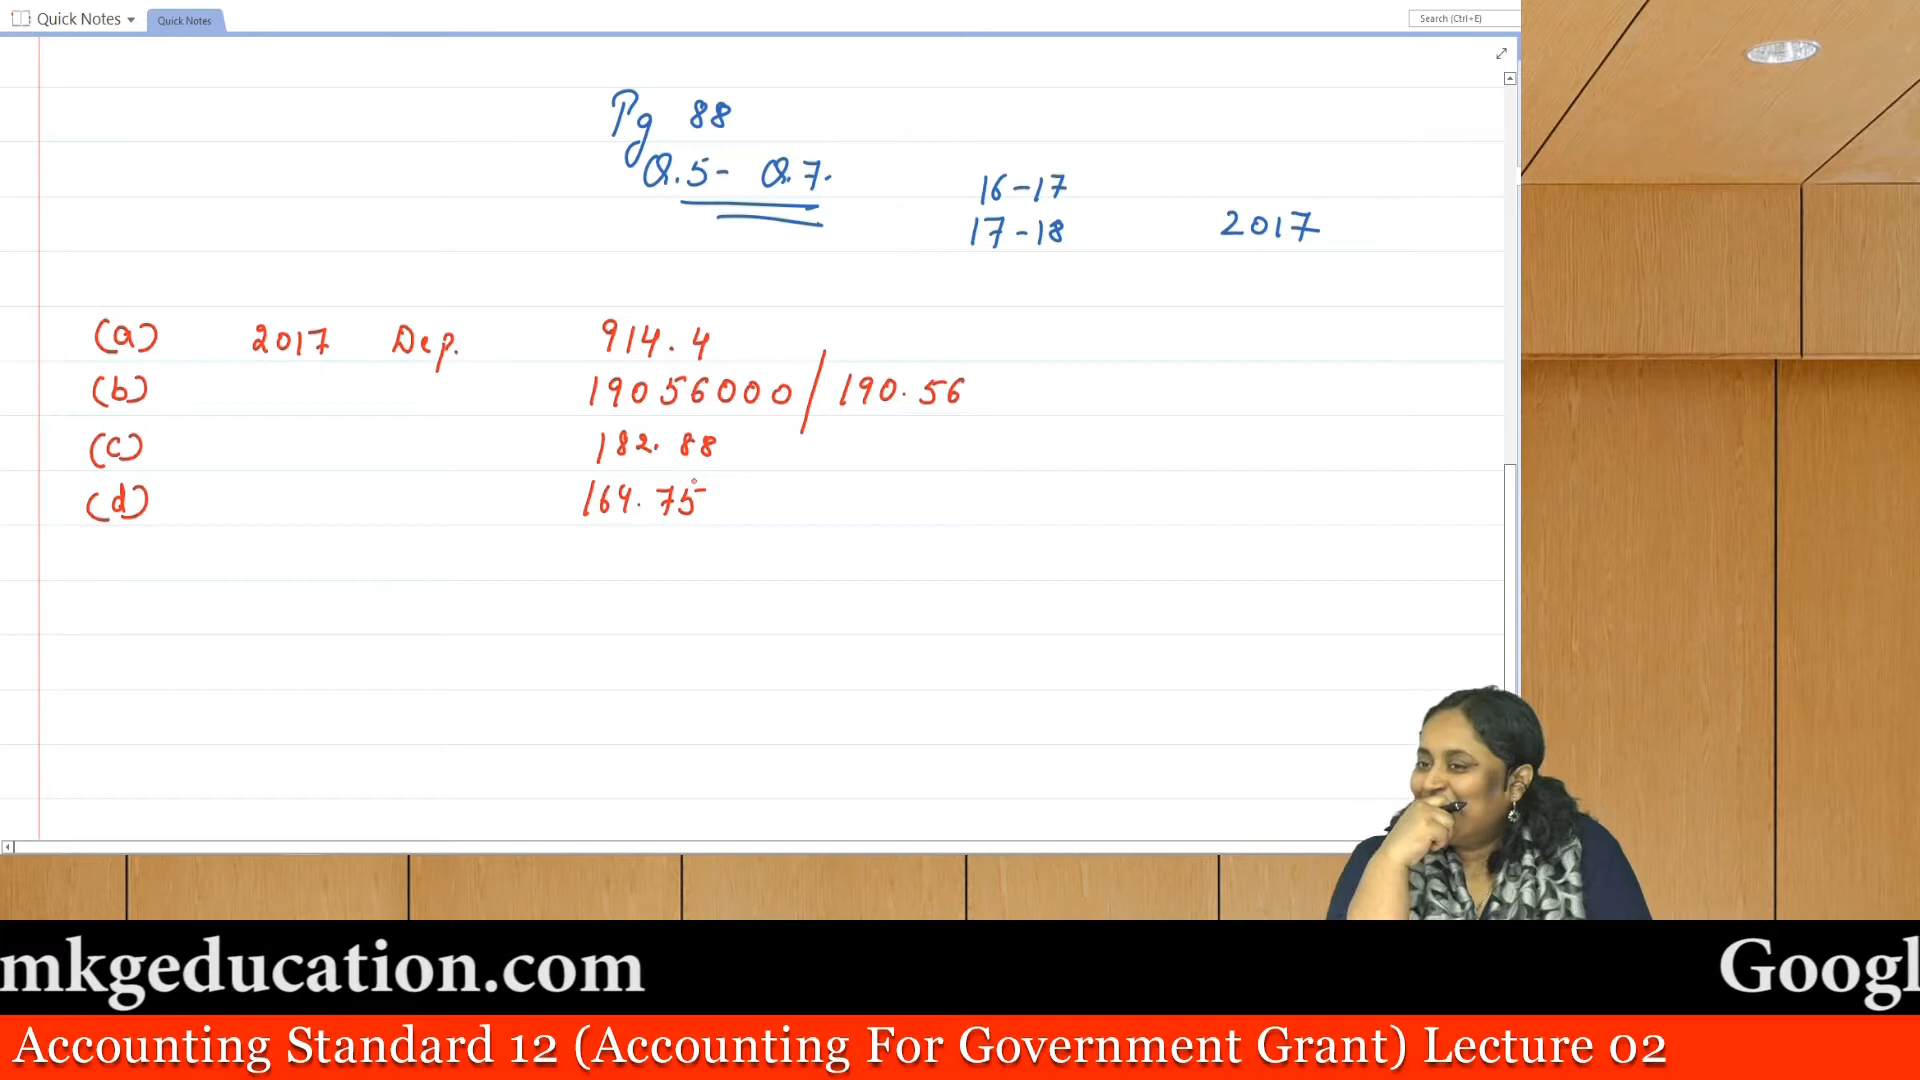 Quick Notes
Quick Notes
Search (Ctrl+E)
Pg 88
Q.5- Q.7.
16-17
17-18
2017
(a) 2017 Dep. 914.4
(b) 19056000 / 190.56
(c) 182.88
(d) 164.75
mkgeducation.com Googl
Accounting Standard 12 (Accounting For Government Grant) Lecture 02